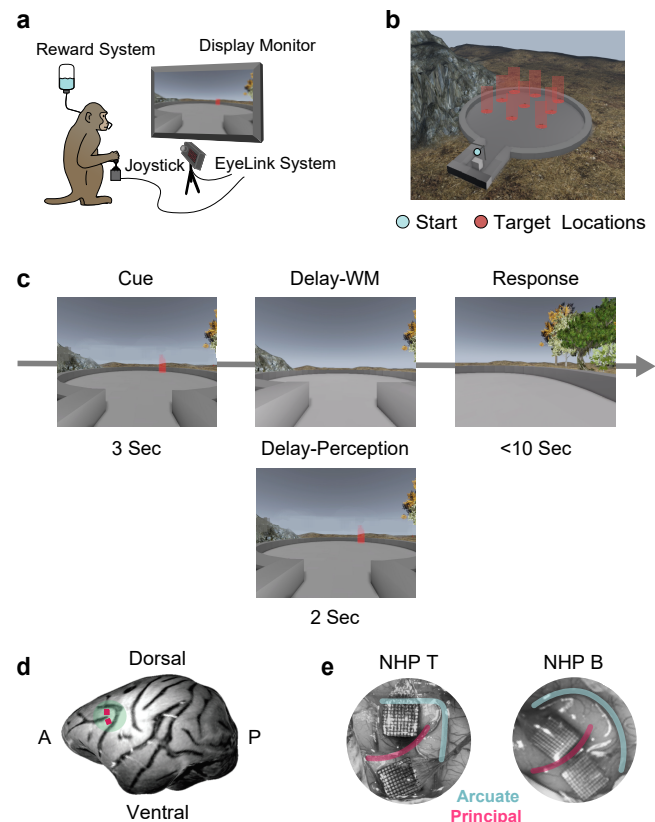 a
Reward System
Display Monitor
Joystick
EyeLink System
b
Start
Target Locations
c
Cue
Delay-WM
Response
3 Sec
Delay-Perception
<10 Sec
2 Sec
d
Dorsal
A
P
Ventral
e
NHP T
NHP B
Arcuate
Principal